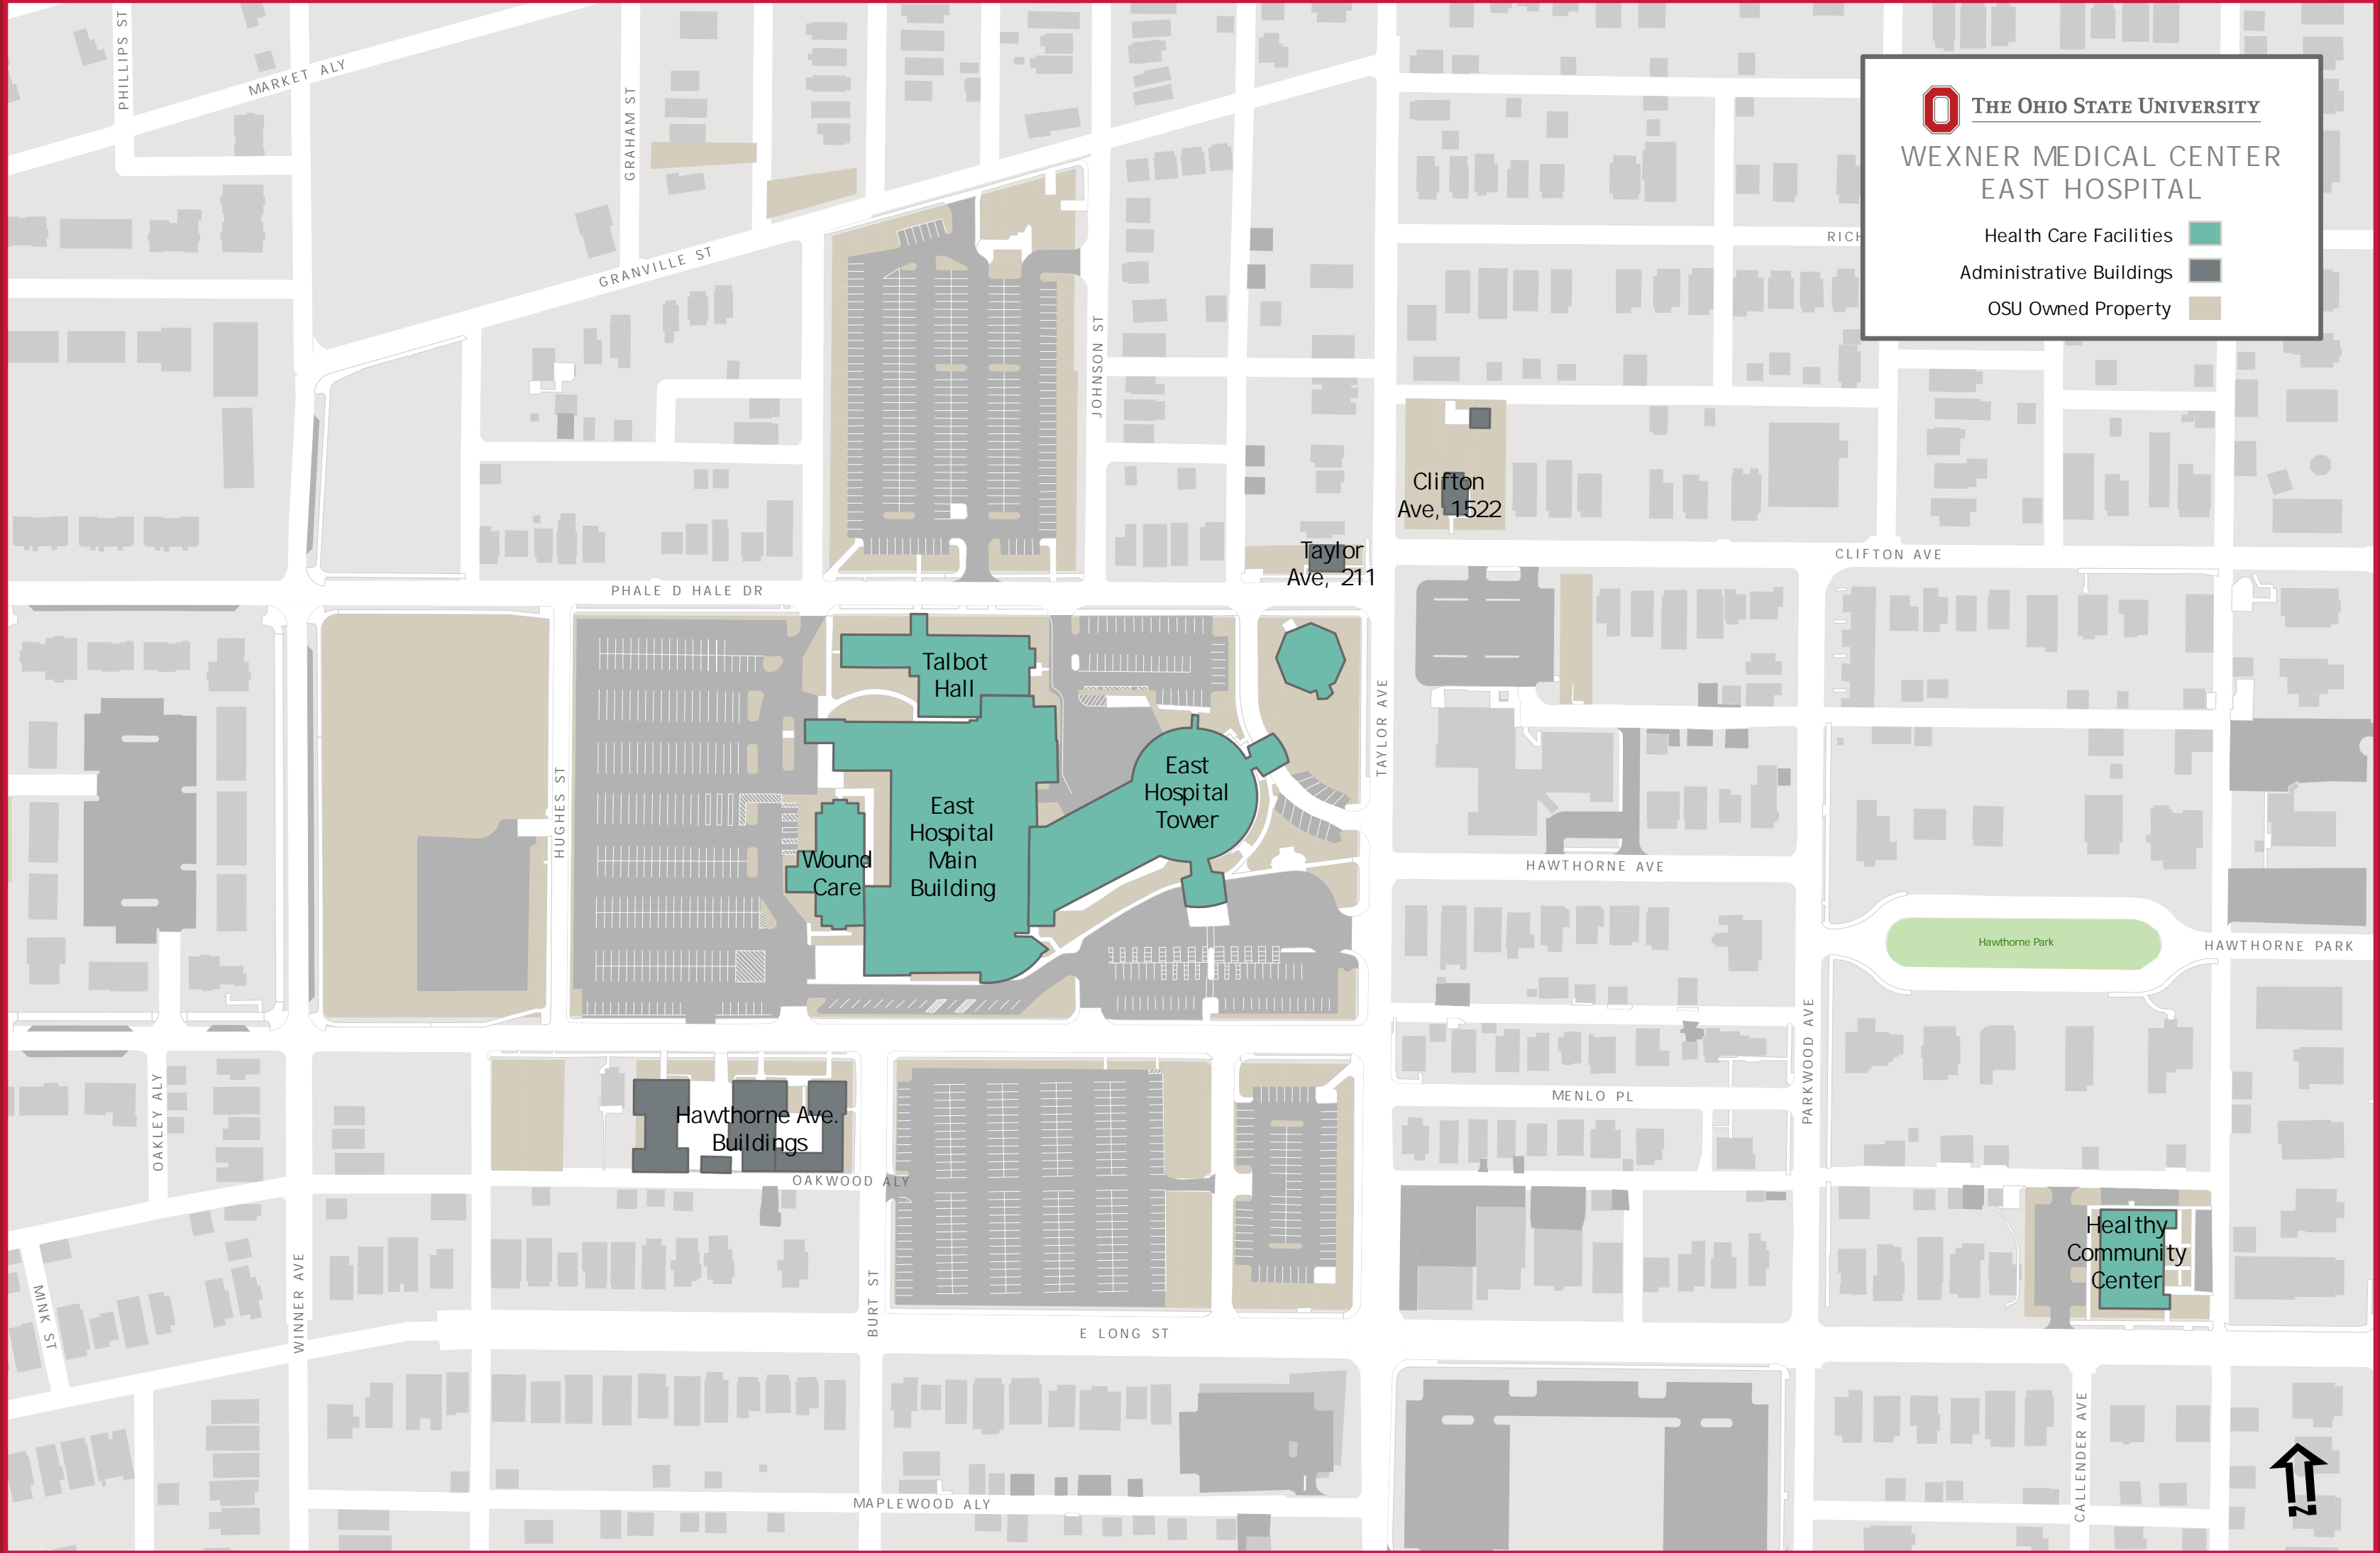 PHILLIPS ST
MARKET ALY
GRAHAM ST
GRANVILLE ST
THE OHIO STATE UNIVERSITY
WEXNER MEDICAL CENTER
EAST HOSPITAL
Health Care Facilities
Administrative Buildings
OSU Owned Property
RICH
JOHNSON ST
Clifton
Ave, 1522
Taylor
Ave, 211
CLIFTON AVE
PHALE D HALE DR
Talbot
Hall
TAYLOR AVE
HUGHES ST
East
Hospital
Tower
East
Hospital
Main
Building
Wound
Care
HAWTHORNE AVE
Hawthorne Park
HAWTHORNE PARK
PARKWOOD AVE
MENLO PL
OAKLEY ALY
Hawthorne Ave.
Buildings
OAKWOOD ALY
Healthy
Community
Center
MINK ST
WINNER AVE
BURT ST
E LONG ST
CALLENDER AVE
MAPLEWOOD ALY
N